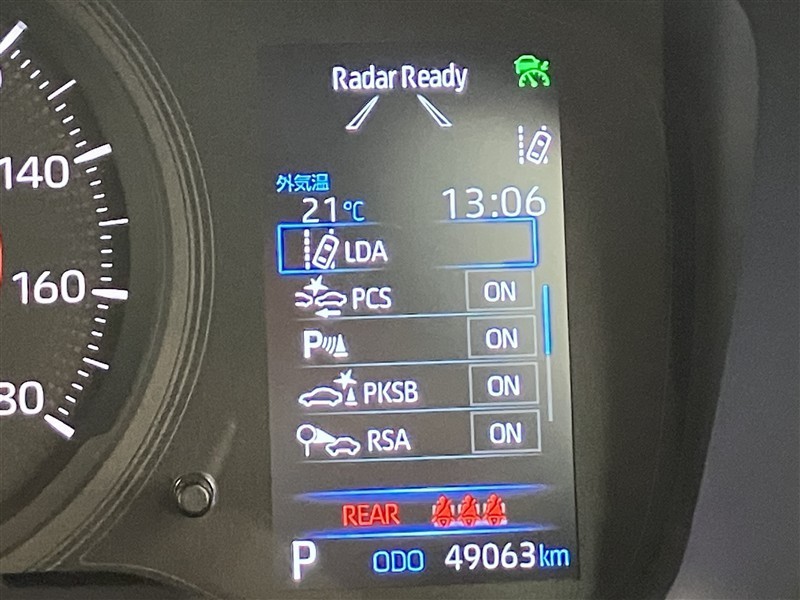 Radar Ready
外気温
21℃ 13:06
LDA
PCS ON
P ON
PKSB ON
RSA ON
REAR
P ODO 49063km
140
160
80